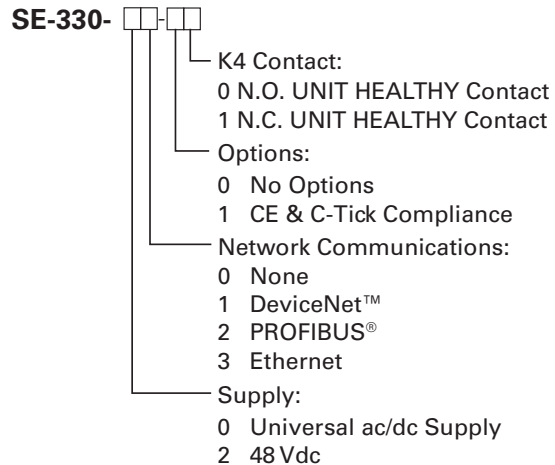 SE-330- -
K4 Contact:
0 N.O. UNIT HEALTHY Contact
1 N.C. UNIT HEALTHY Contact
Options:
0 No Options
1 CE & C-Tick Compliance
Network Communications:
0 None
1 DeviceNet™
2 PROFIBUS®
3 Ethernet
Supply:
0 Universal ac/dc Supply
2 48 Vdc